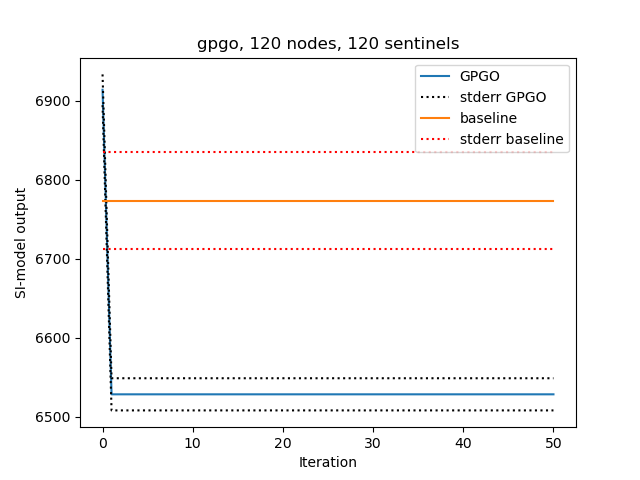 gpgo, 120 nodes, 120 sentinels
GPGO
stderr GPGO
baseline
stderr baseline
SI-model output
6900
6800
6700
6600
6500
0 10 20 30 40 50
Iteration